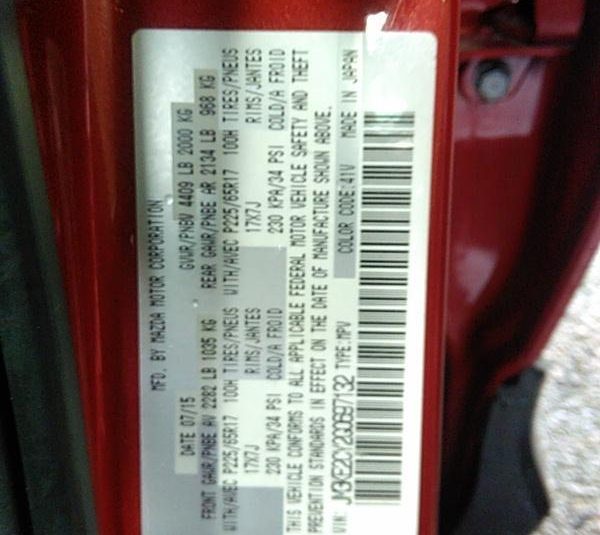 MFD. BY MAZDA MOTOR CORPORATION
DATE 07/15 GVWR/PNBV 4409 LB 2000 KG
FRONT GAWR/PNBE AV 2282 LB 1035 KG REAR GAWR/PNBE AR 2134 LB 968 KG
WITH/AVEC P225/65R17 100H TIRES/PNEUS WITH/AVEC P225/65R17 100H TIRES/PNEUS
17X7J RIMS/JANTES 17X7J RIMS/JANTES
230 KPA/34 PSI COLD/A FROID 230 KPA/34 PSI COLD/A FROID
THIS VEHICLE CONFORMS TO ALL APPLICABLE FEDERAL MOTOR VEHICLE SAFETY AND THEFT
PREVENTION STANDARDS IN EFFECT ON THE DATE OF MANUFACTURE SHOWN ABOVE.
VIN: JM3KE2CY2G0697132 TYPE:MPV COLOR CODE:41V MADE IN JAPAN